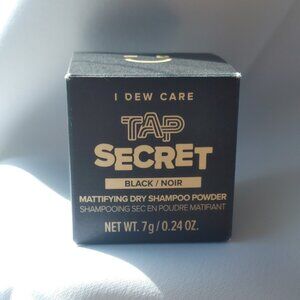 I DEW CARE
TAP
SECRET
BLACK / NOIR
MATTIFYING DRY SHAMPOO POWDER
SHAMPOOING SEC EN POUDRE MATIFIANT
NET WT. 7g / 0.24 OZ.